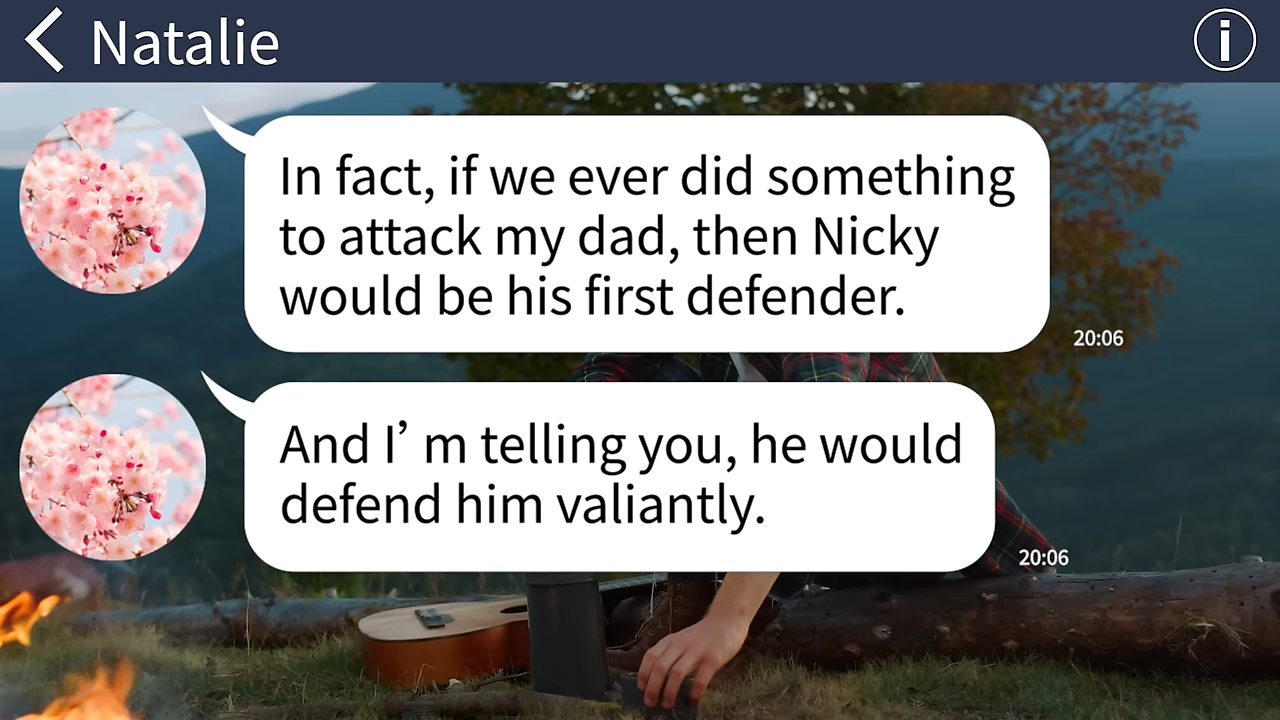 Natalie
In fact, if we ever did something
to attack my dad, then Nicky
would be his first defender.
20:06
And I’ m telling you, he would
defend him valiantly.
20:06